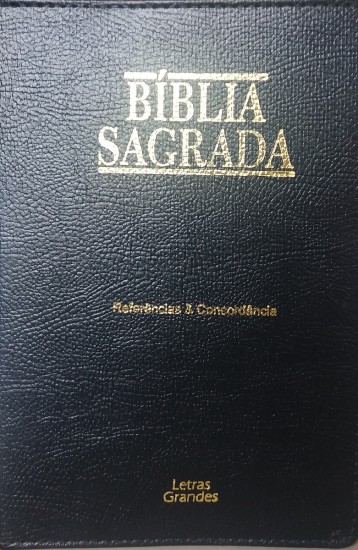 BÍBLIA
SAGRADA
Referências & Concordância
Letras
Grandes